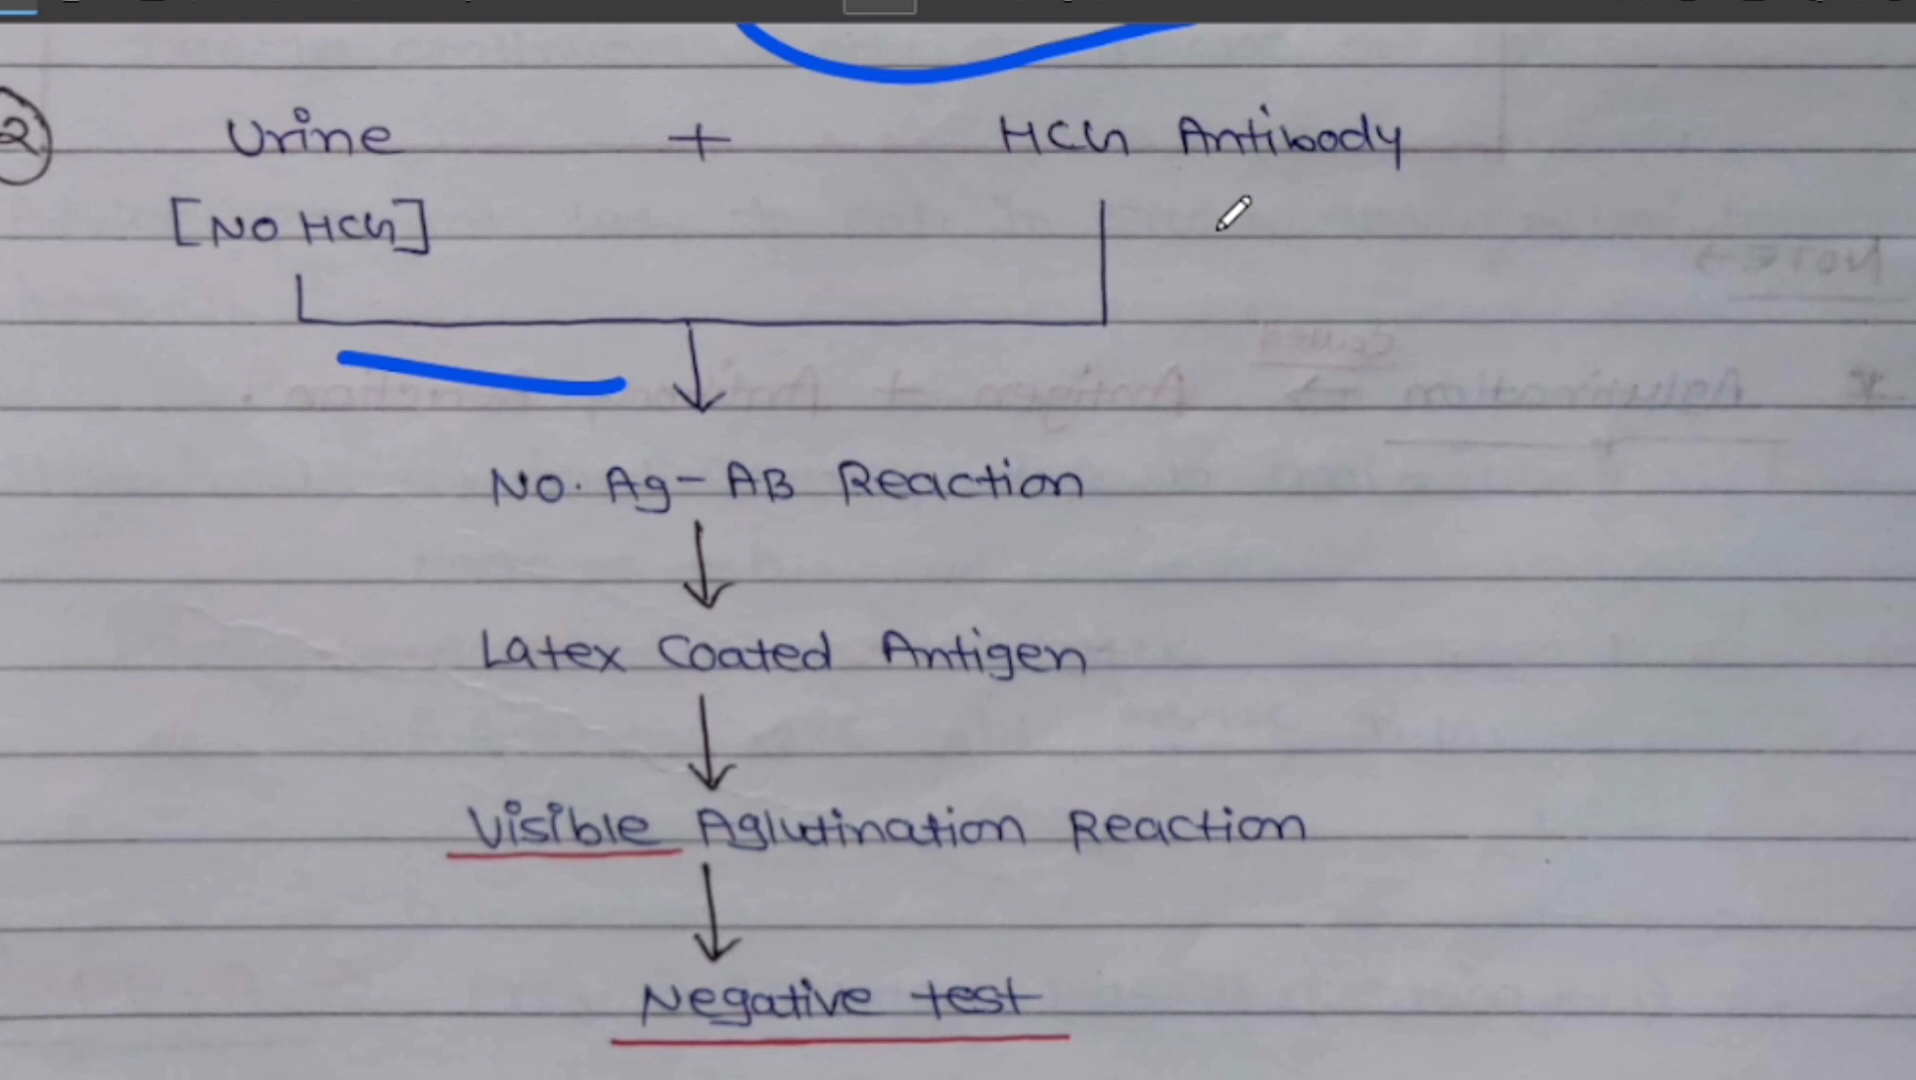 2 Urine + HCG Antibody
[NO HCG]
NO. Ag-AB Reaction
Latex Coated Antigen
Visible Aglutination Reaction
Negative test